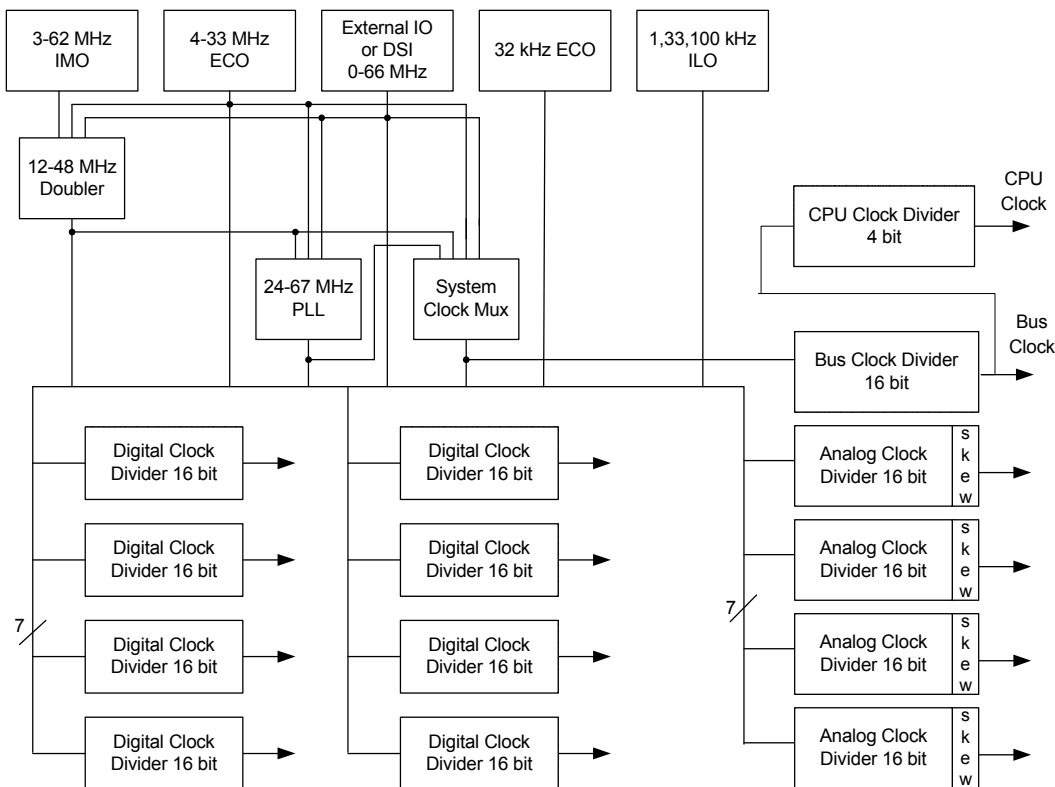 3-62 MHz
IMO
4-33 MHz
ECO
External IO
or DSI
0-66 MHz
32 kHz ECO
1,33,100 kHz
ILO
12-48 MHz
Doubler
24-67 MHz
PLL
System
Clock Mux
CPU Clock Divider
4 bit
CPU
Clock
Bus Clock Divider
16 bit
Bus
Clock
7
Digital Clock
Divider 16 bit
Digital Clock
Divider 16 bit
Digital Clock
Divider 16 bit
Digital Clock
Divider 16 bit
Digital Clock
Divider 16 bit
Digital Clock
Divider 16 bit
Digital Clock
Divider 16 bit
Digital Clock
Divider 16 bit
7
Analog Clock
Divider 16 bit
skew
Analog Clock
Divider 16 bit
skew
Analog Clock
Divider 16 bit
skew
Analog Clock
Divider 16 bit
skew